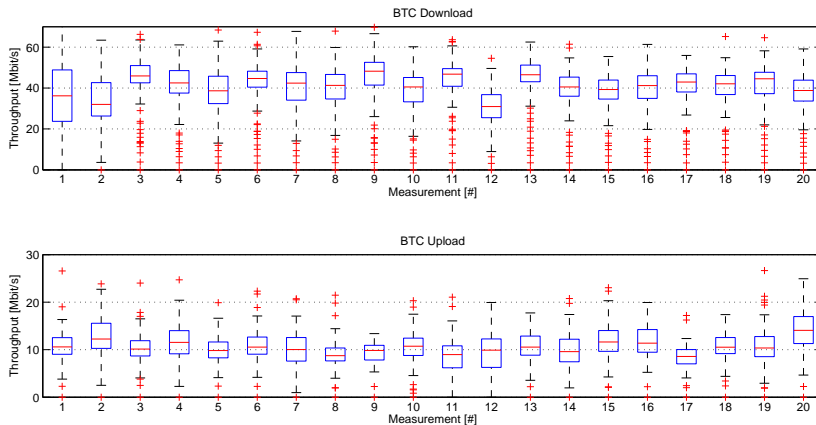 BTC Download
Throughput [Mbit/s]
60
40
20
0
1 2 3 4 5 6 7 8 9 10 11 12 13 14 15 16 17 18 19 20
Measurement [#]
BTC Upload
Throughput [Mbit/s]
30
20
10
0
1 2 3 4 5 6 7 8 9 10 11 12 13 14 15 16 17 18 19 20
Measurement [#]